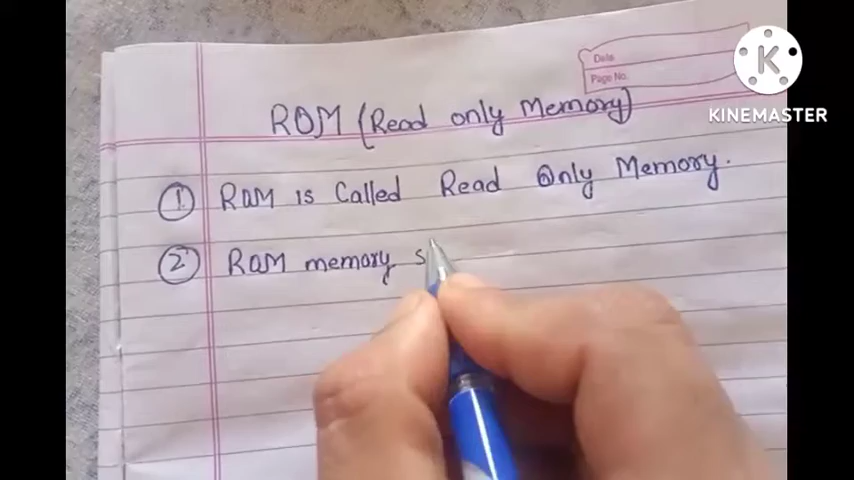 Date
Page No.
K
KINEMASTER
ROM (Read only Memory)
1 ROM is Called Read Only Memory.
2 ROM memory s